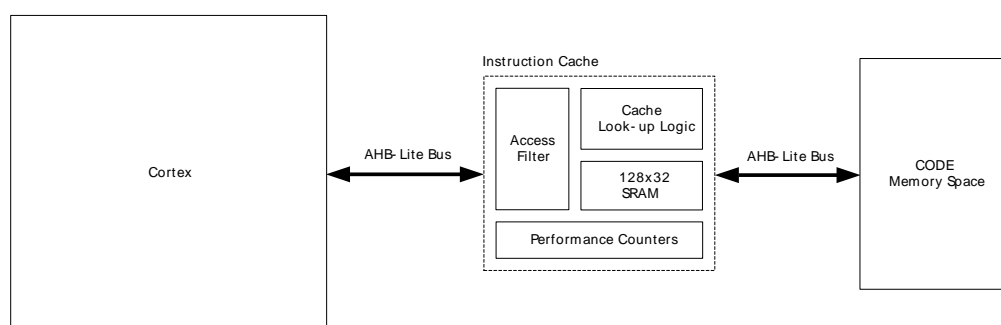 Instruction Cache
Cache
Look-up Logic
Access
Filter
AHB-Lite Bus
AHB-Lite Bus
Cortex
128x32
SRAM
CODE
Memory Space
Performance Counters